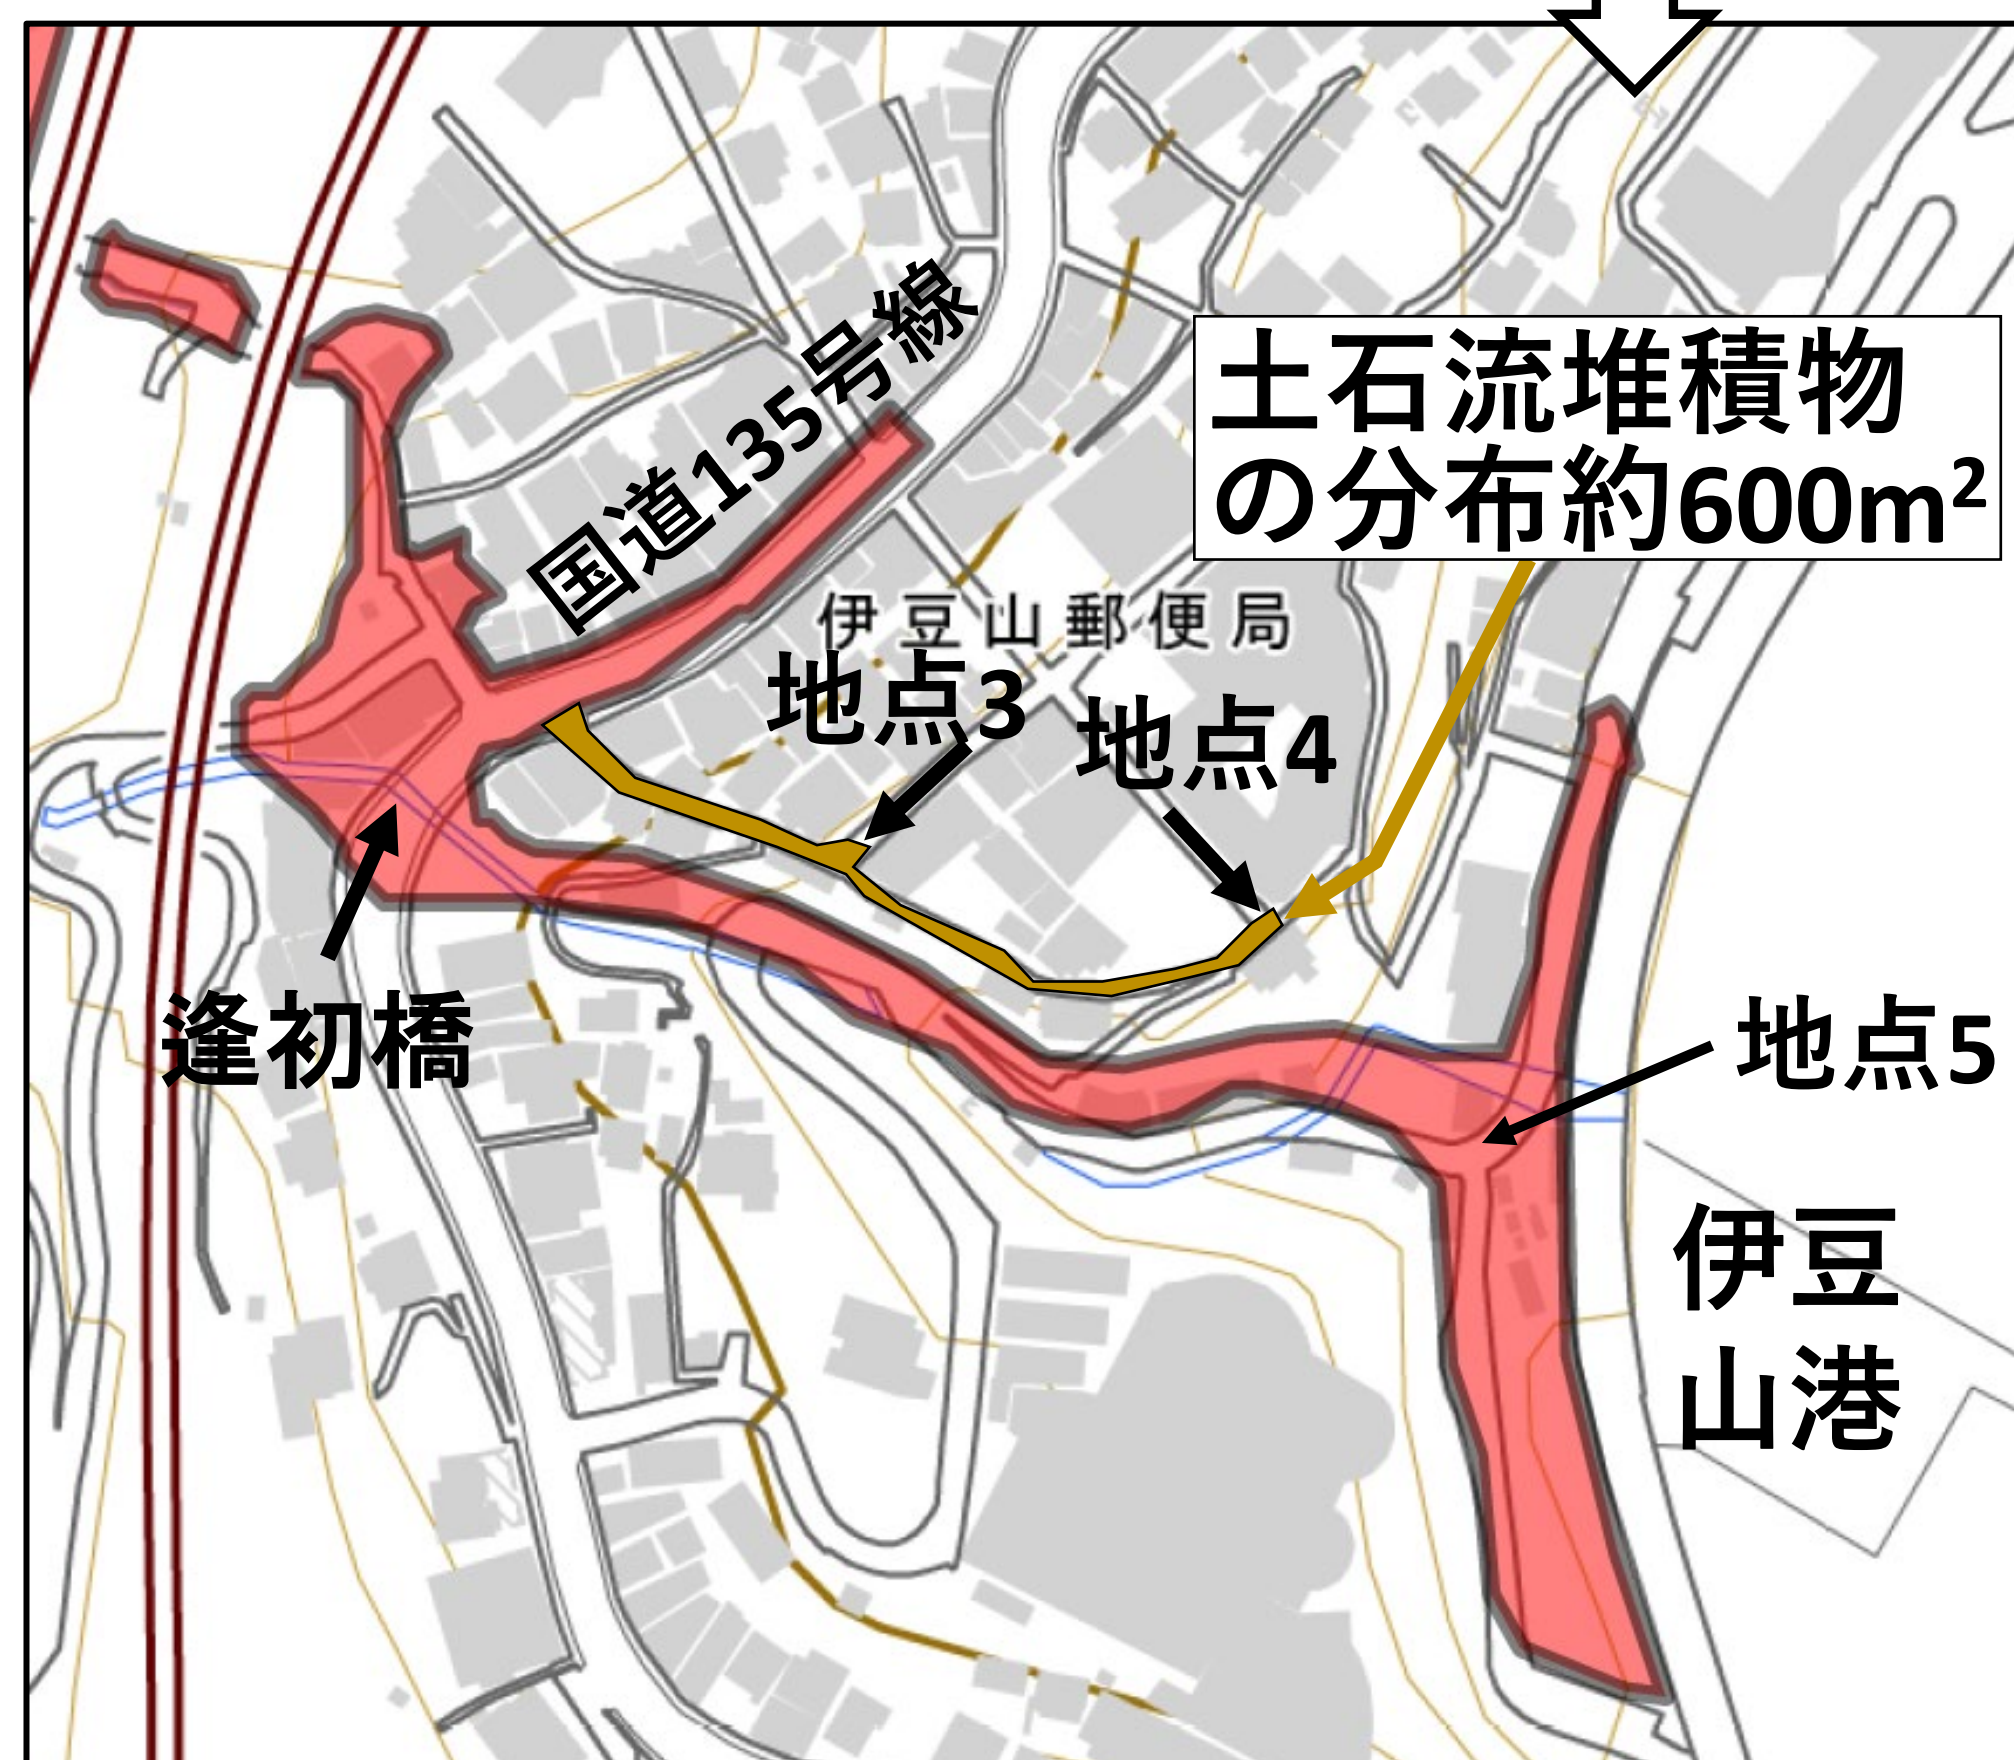 国道135号線
土石流堆積物
の分布約600m²
伊豆山郵便局
地点3
地点4
逢初橋
地点5
伊豆
山港